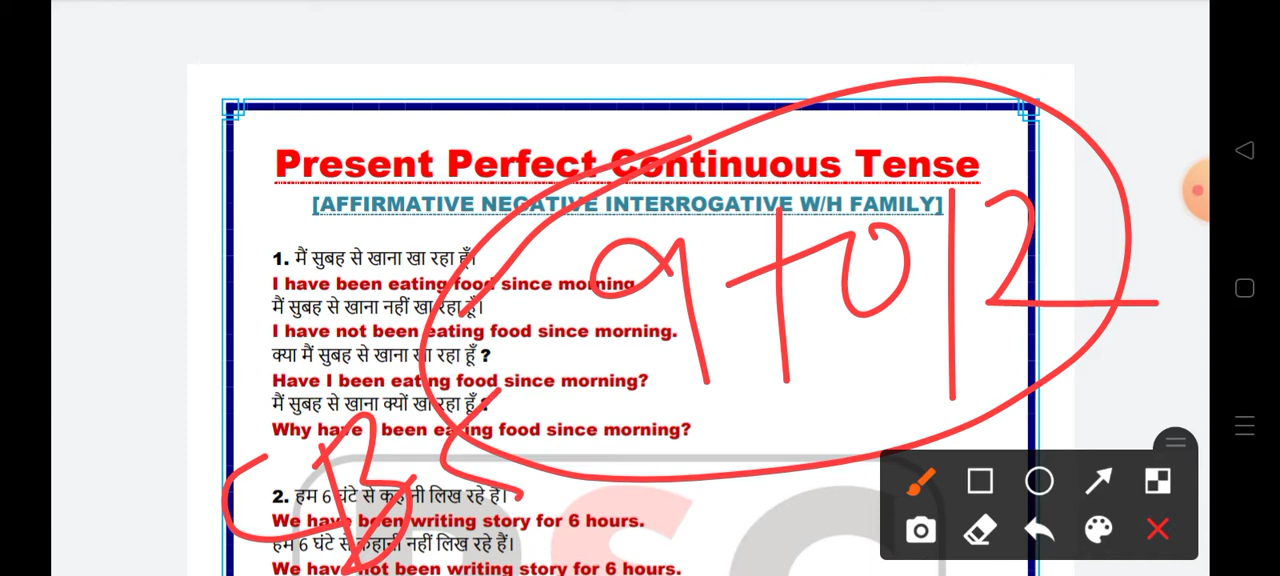 Present Perfect Continuous Tense
[AFFIRMATIVE NEGATIVE INTERROGATIVE W/H FAMILY]
9 to 12
1. मैं सुबह से खाना खा रहा हूँ।
I have been eating food since morning.
मैं सुबह से खाना नहीं खा रहा हूँ।
I have not been eating food since morning.
क्या मैं सुबह से खाना खा रहा हूँ ?
Have I been eating food since morning?
मैं सुबह से खाना क्यों खा रहा हूँ ?
Why have I been eating food since morning?
2. हम 6 घंटे से कहानी लिख रहे हैं।
We have been writing story for 6 hours.
हम 6 घंटे से कहानी नहीं लिख रहे हैं।
We have not been writing story for 6 hours.